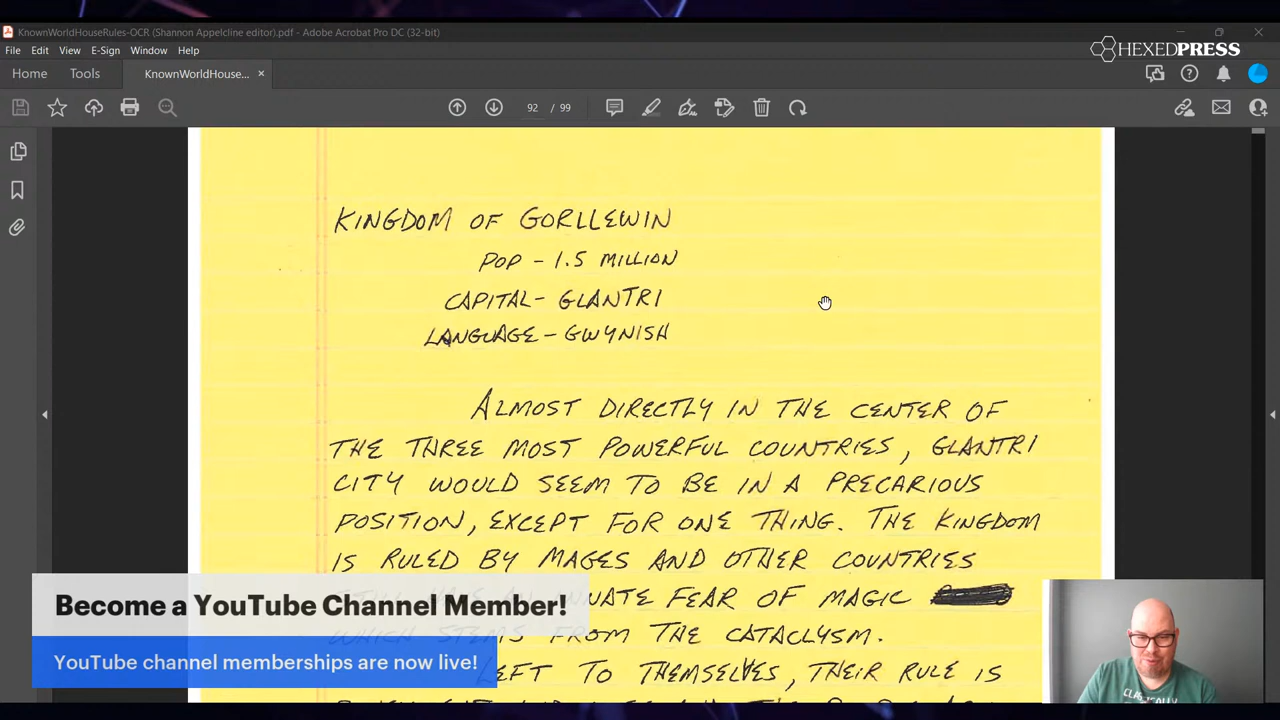 KnownWorldHouseRules-OCR (Shannon Appelcline editor).pdf - Adobe Acrobat Pro DC (32-bit)
File Edit View E-Sign Window Help
HEXEDPRESS
Home Tools KnownWorldHouse... ×
92 / 99
KINGDOM OF GORLLEWIN
POP - 1.5 MILLION
CAPITAL - GLANTRI
LANGUAGE - GWYNISH
ALMOST DIRECTLY IN THE CENTER OF
THE THREE MOST POWERFUL COUNTRIES, GLANTRI
CITY WOULD SEEM TO BE IN A PRECARIOUS
POSITION, EXCEPT FOR ONE THING. THE KINGDOM
IS RULED BY MAGES AND OTHER COUNTRIES
FEAR OF MAGIC
WHICH STEMS FROM THE CATACLYSM.
LEFT TO THEMSELVES, THEIR RULE IS
Become a YouTube Channel Member!
YouTube channel memberships are now live!
CLASSICALLY